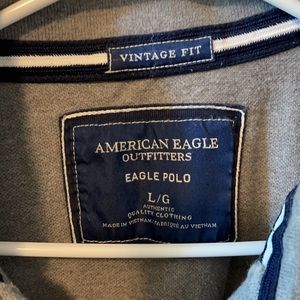 VINTAGE FIT
AMERICAN EAGLE
OUTFITTERS
EAGLE POLO
L/G
AUTHENTIC
QUALITY CLOTHING
MADE IN VIETNAM/FABRIQUÉ AU VIETNAM